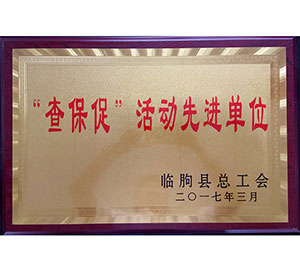 “查保促”活动先进单位
临朐县总工会
二〇一七年三月